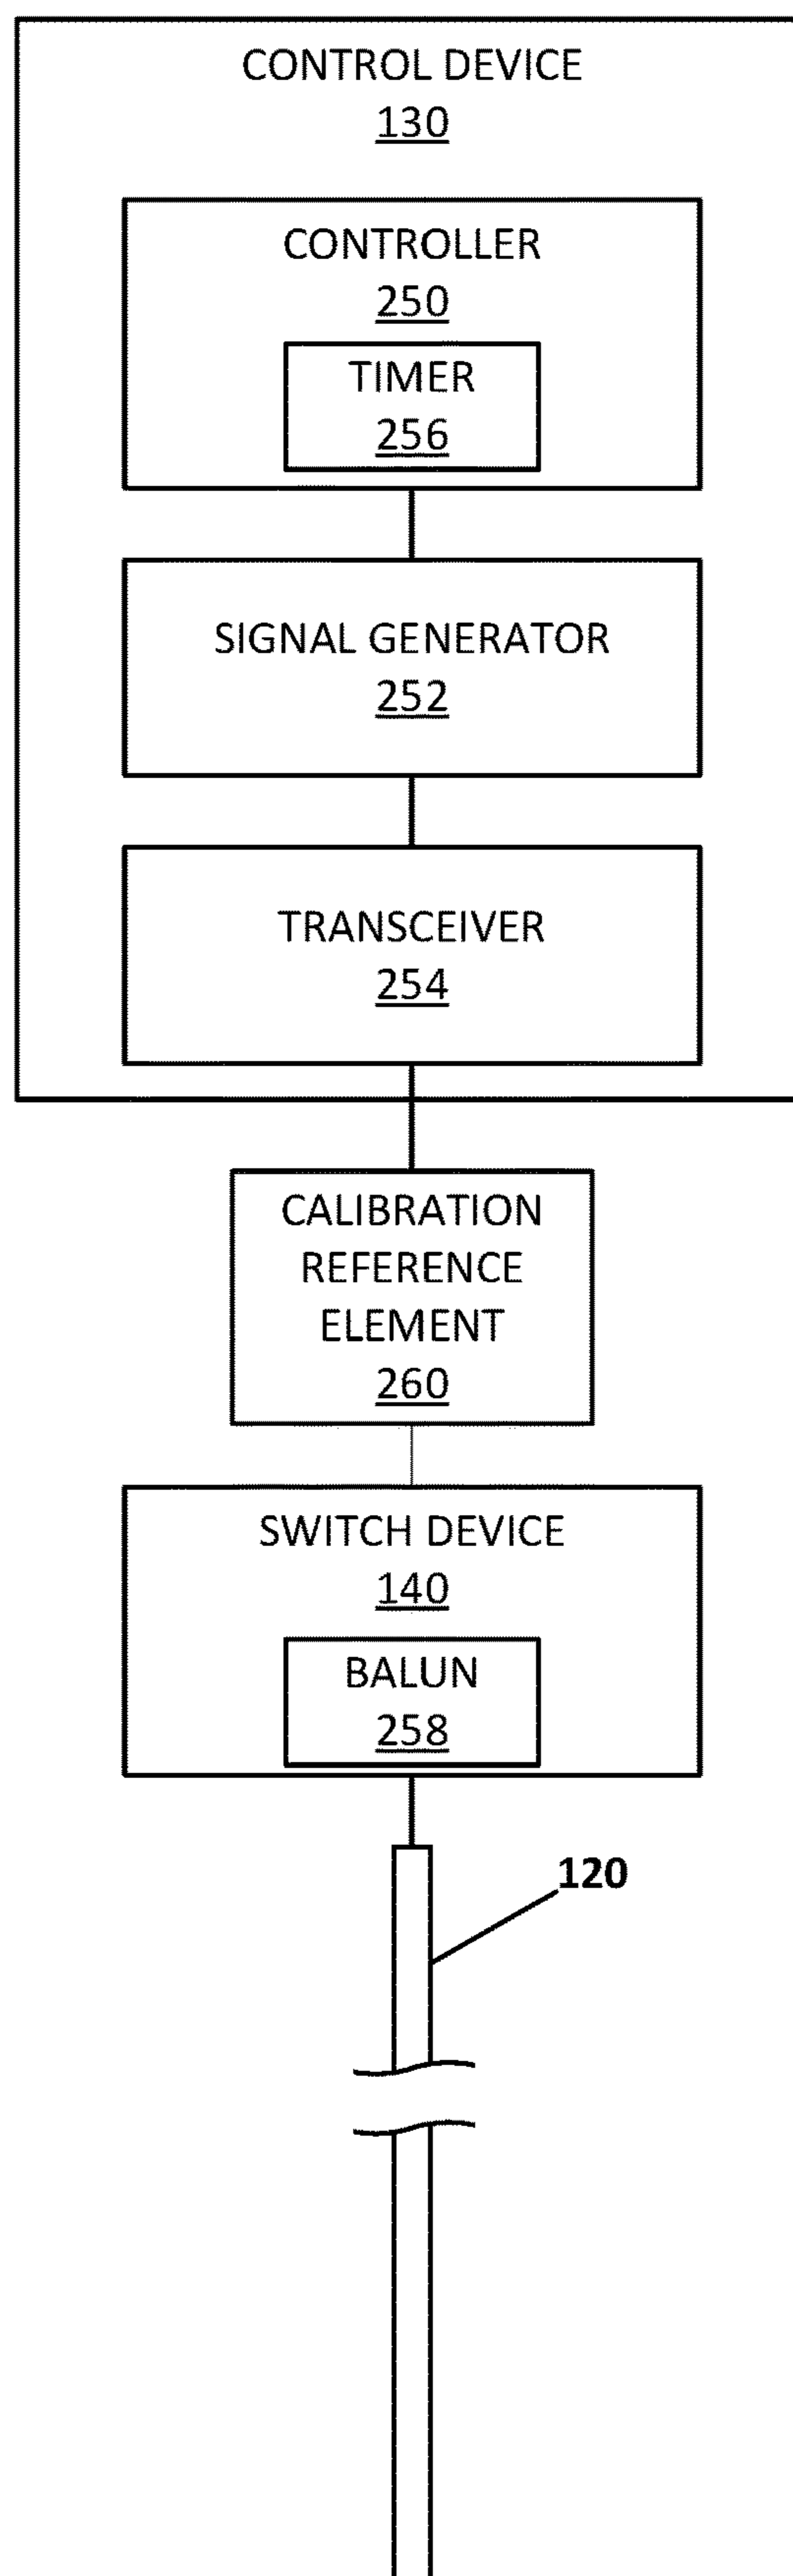 CONTROL DEVICE
130
CONTROLLER
250
TIMER
256
SIGNAL GENERATOR
252
TRANSCEIVER
254
CALIBRATION
REFERENCE
ELEMENT
260
SWITCH DEVICE
140
BALUN
258
120